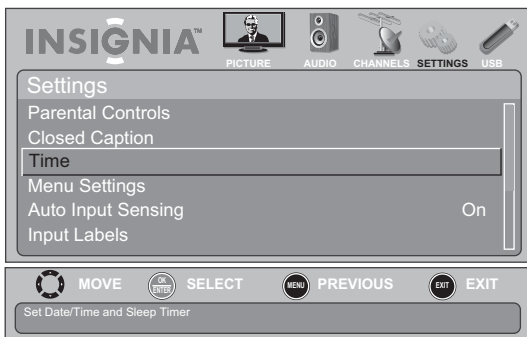 INSIGNIA™
PICTURE AUDIO CHANNELS SETTINGS USB
Settings
Parental Controls
Closed Caption
Time
Menu Settings
Auto Input Sensing On
Input Labels
MOVE OK ENTER SELECT MENU PREVIOUS EXIT EXIT
Set Date/Time and Sleep Timer